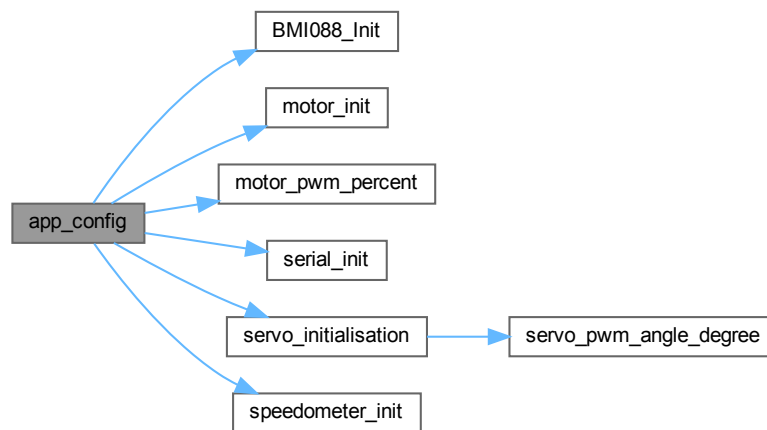 BMI088_Init
motor_init
motor_pwm_percent
app_config
serial_init
servo_initialisation
servo_pwm_angle_degree
speedometer_init